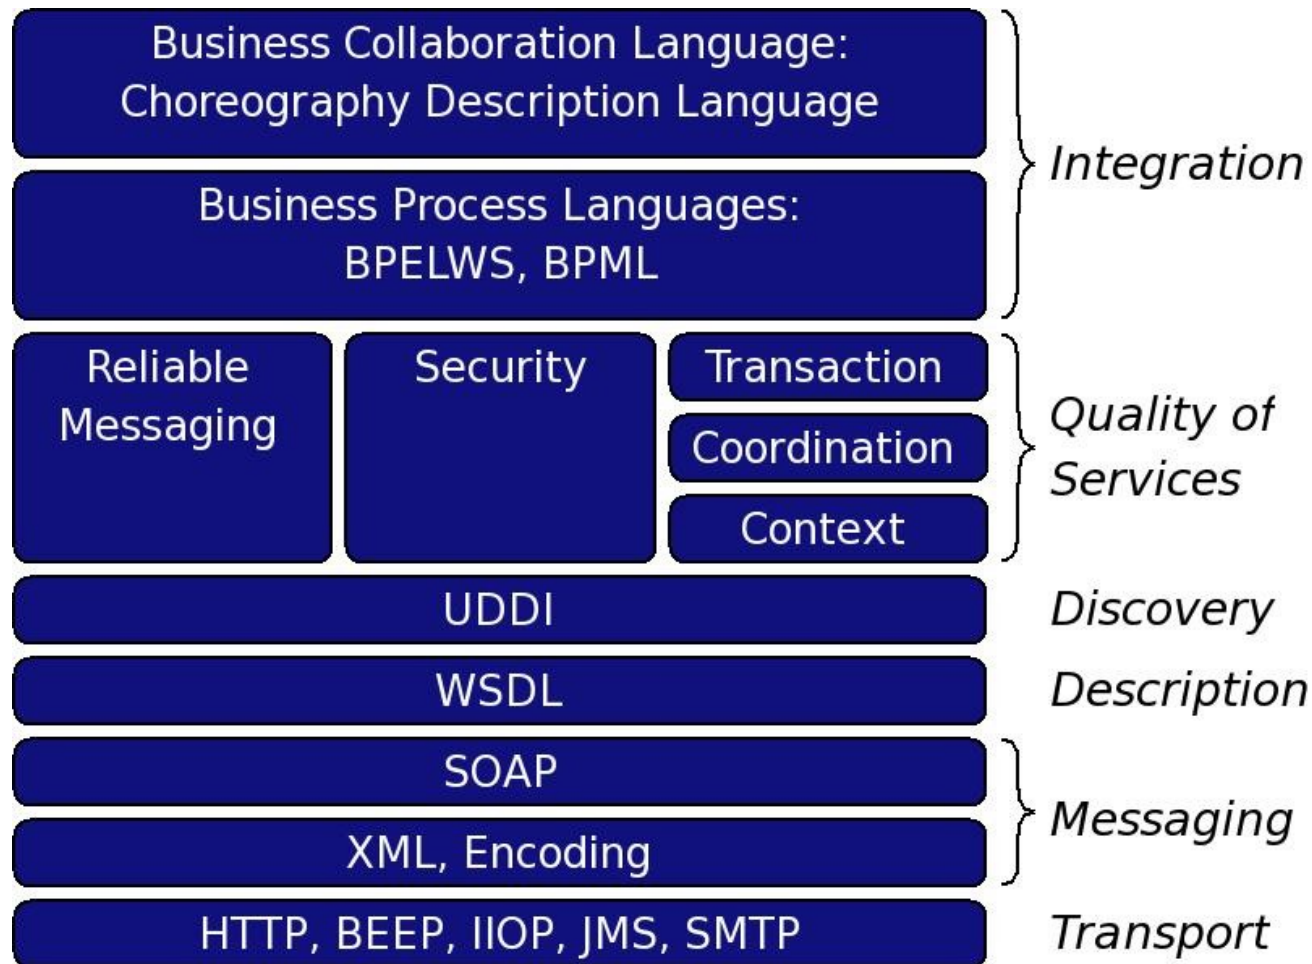 Business Collaboration Language:
Choreography Description Language
Integration
Business Process Languages:
BPELWS, BPML
Reliable
Messaging
Security
Transaction
Coordination
Context
Quality of
Services
UDDI
Discovery
WSDL
Description
SOAP
XML, Encoding
Messaging
HTTP, BEEP, IIOP, JMS, SMTP
Transport